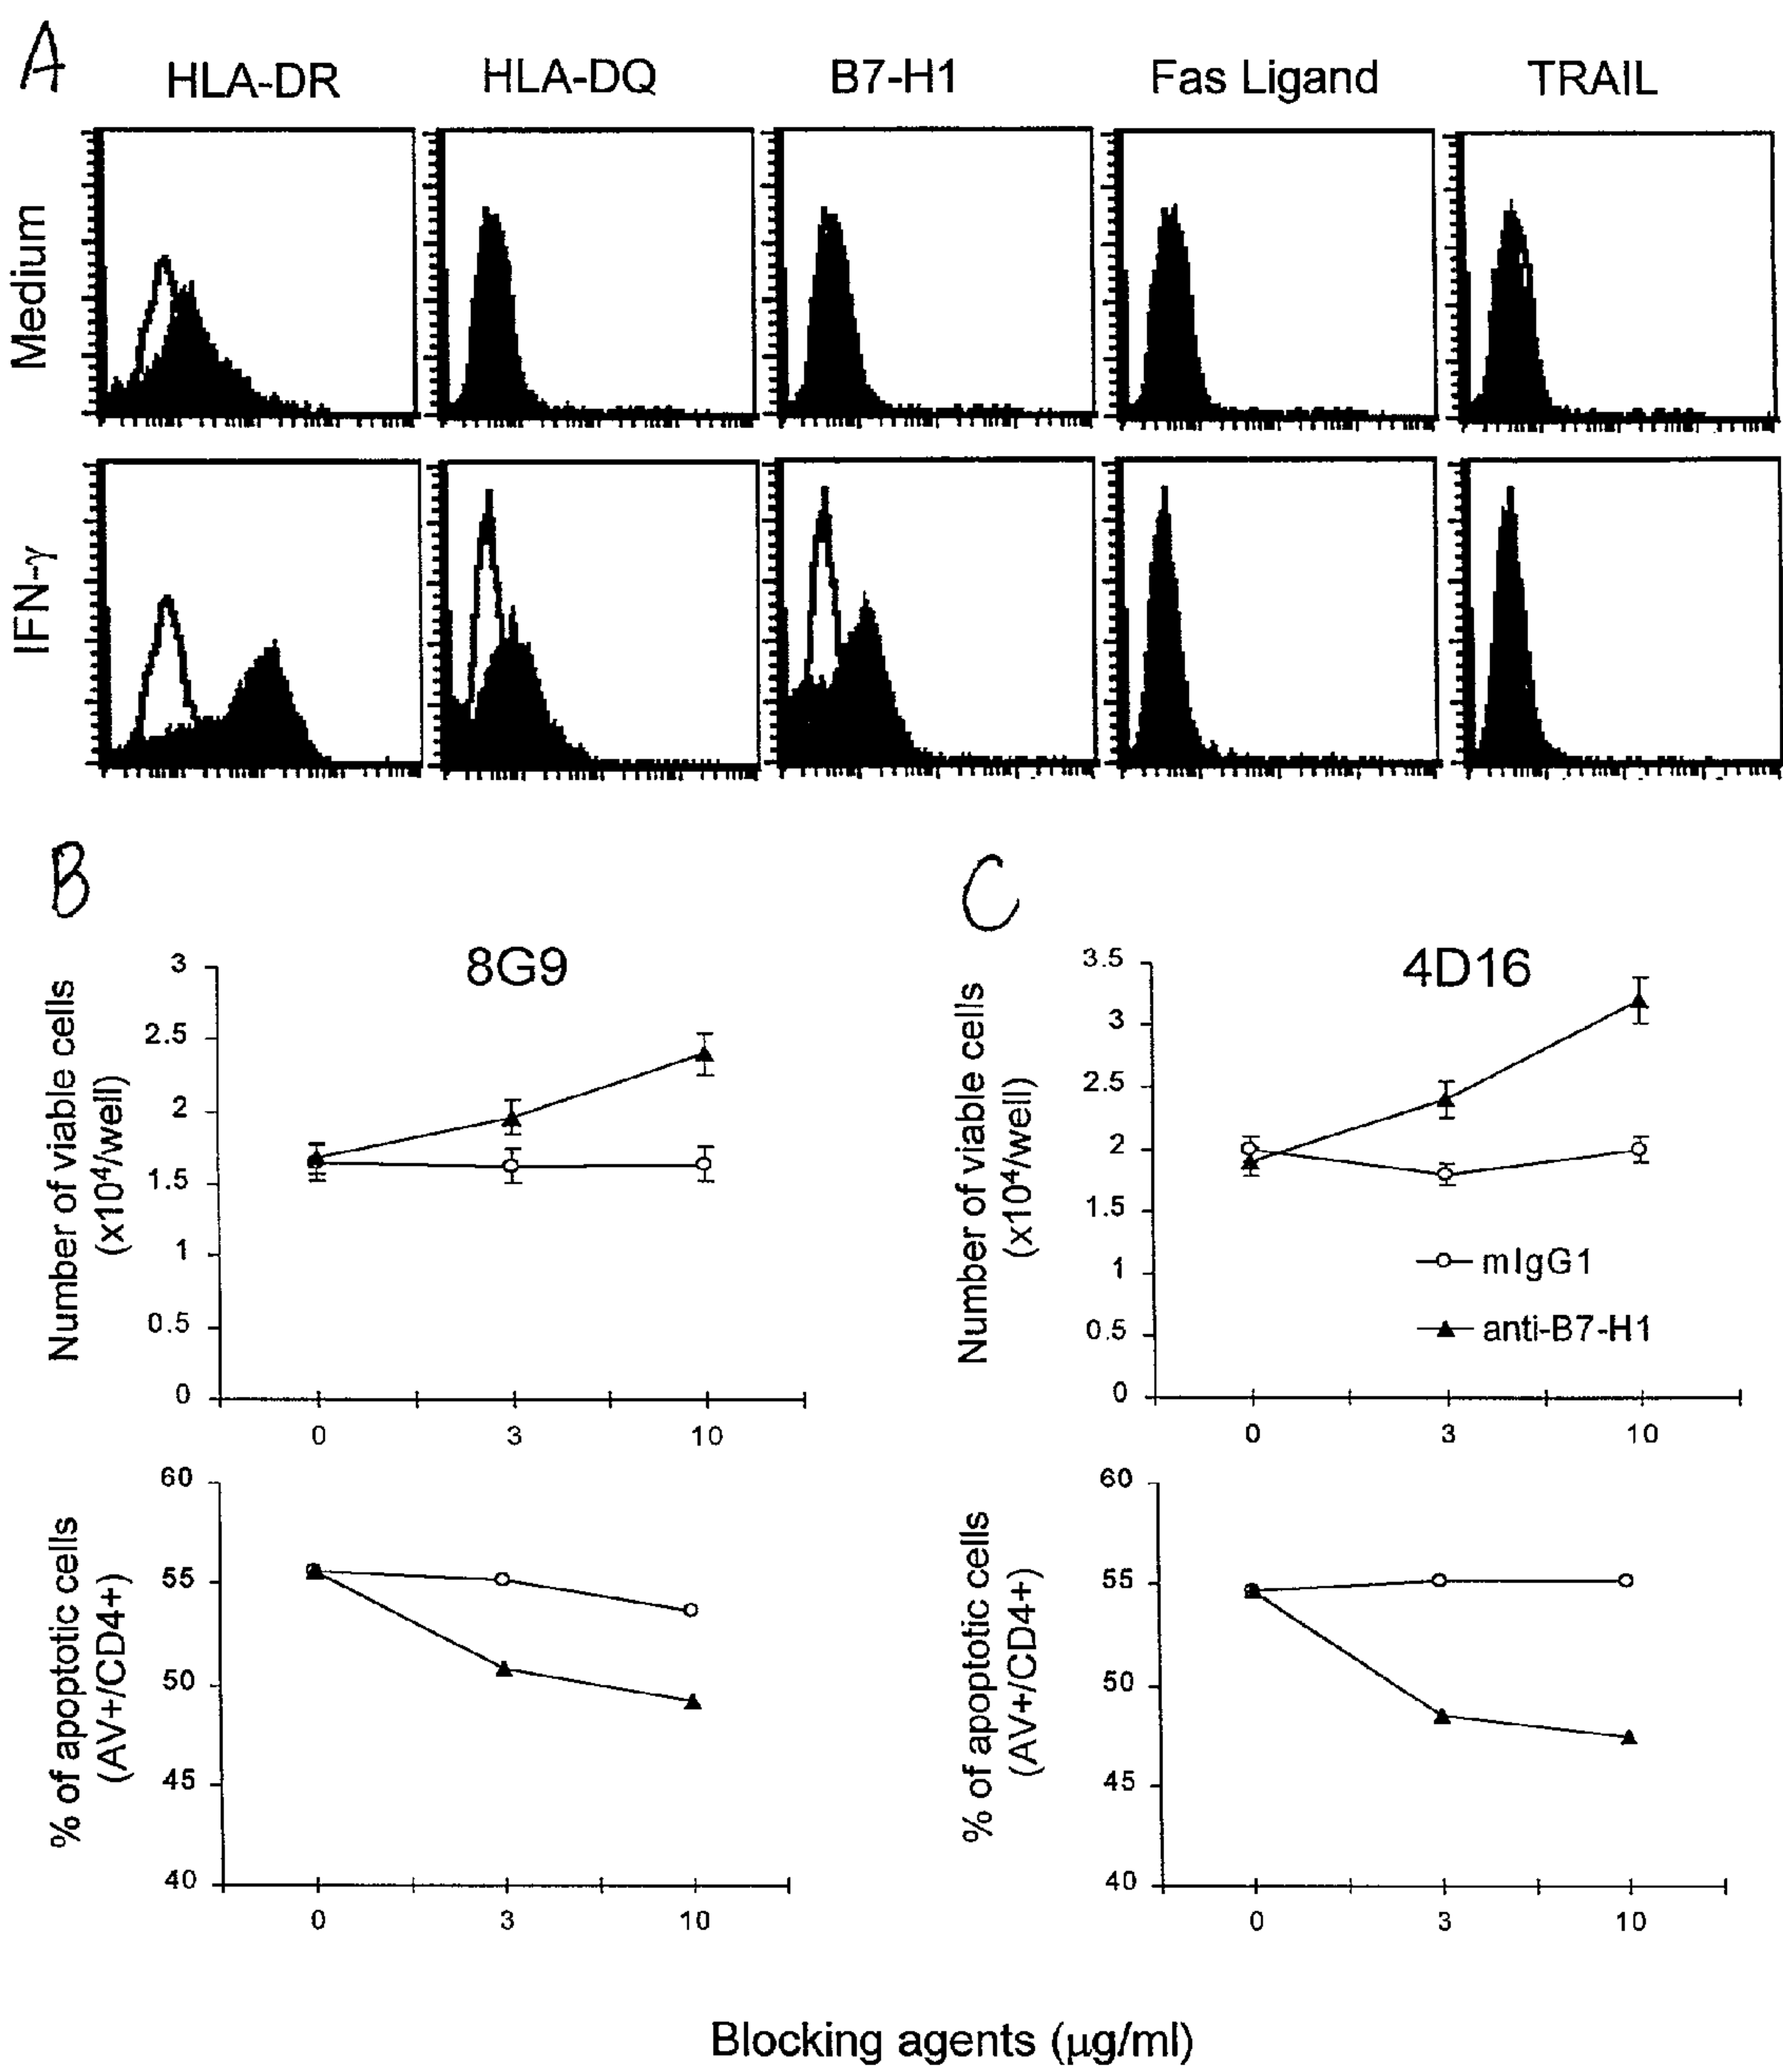 A
HLA-DR HLA-DQ B7-H1 Fas Ligand TRAIL
Medium
IFN-γ
B
8G9
Number of viable cells
(x10⁴/well)
3
2.5
2
1.5
1
0.5
0
0 3 10
C
4D16
Number of viable cells
(x10⁴/well)
3.5
3
2.5
2
1.5
1
0.5
0
mIgG1
anti-B7-H1
0 3 10
% of apoptotic cells
(AV+/CD4+)
60
55
50
45
40
0 3 10
% of apoptotic cells
(AV+/CD4+)
60
55
50
45
40
0 3 10
Blocking agents (μg/ml)